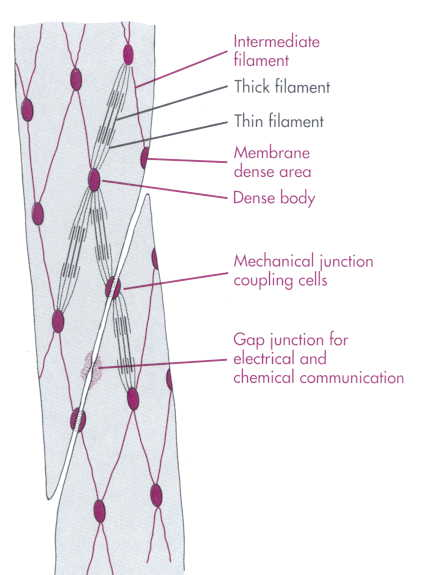 Intermediate
filament
Thick filament
Thin filament
Membrane
dense area
Dense body
Mechanical junction
coupling cells
Gap junction for
electrical and
chemical communication